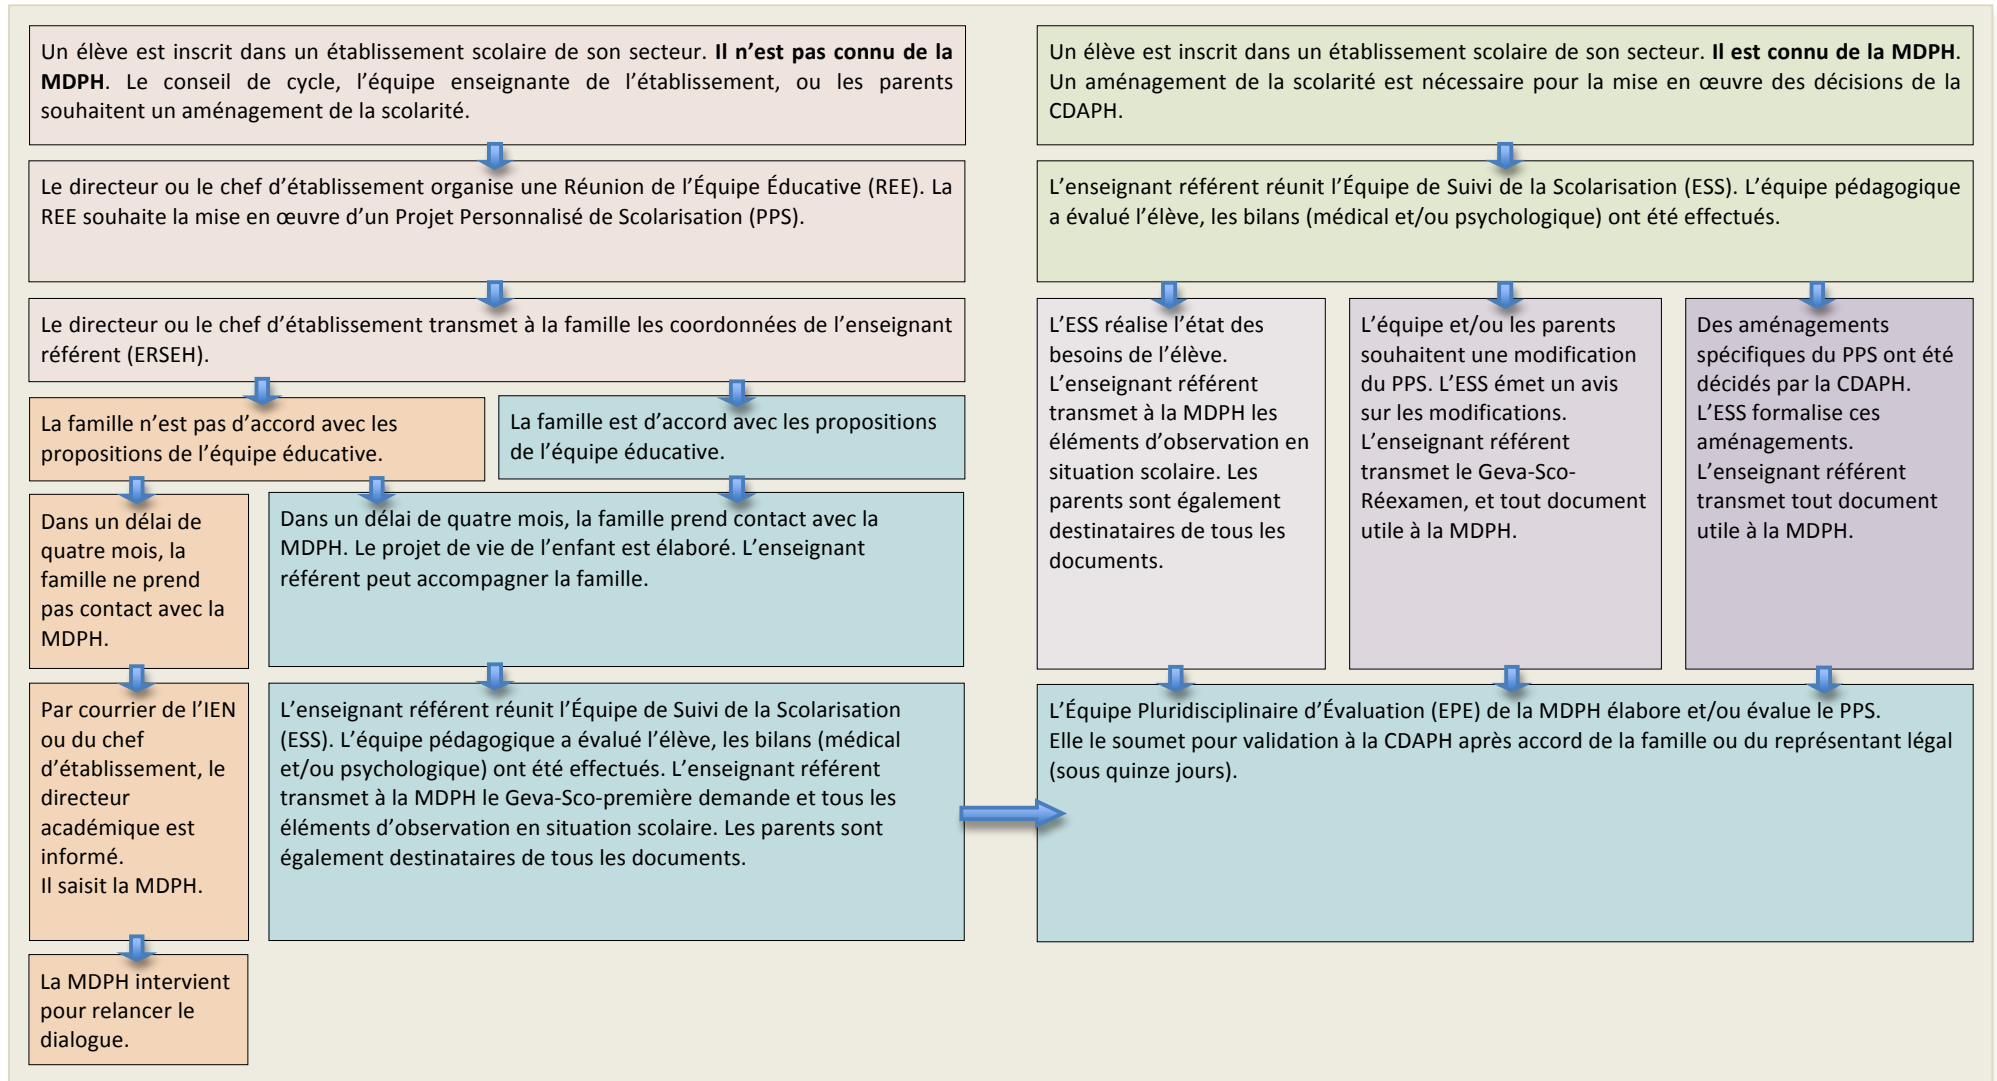 Un élève est inscrit dans un établissement scolaire de son secteur. Il n’est pas connu de la
MDPH. Le conseil de cycle, l’équipe enseignante de l’établissement, ou les parents
souhaitent un aménagement de la scolarité.
Le directeur ou le chef d’établissement organise une Réunion de l’Équipe Éducative (REE). La
REE souhaite la mise en œuvre d’un Projet Personnalisé de Scolarisation (PPS).
Le directeur ou le chef d’établissement transmet à la famille les coordonnées de l’enseignant
référent (ERSEH).
La famille n’est pas d’accord avec les
propositions de l’équipe éducative.
La famille est d’accord avec les propositions
de l’équipe éducative.
Dans un délai de
quatre mois, la
famille ne prend
pas contact avec la
MDPH.
Dans un délai de quatre mois, la famille prend contact avec la
MDPH. Le projet de vie de l’enfant est élaboré. L’enseignant
référent peut accompagner la famille.
Par courrier de l’IEN
ou du chef
d’établissement, le
directeur
académique est
informé.
Il saisit la MDPH.
L’enseignant référent réunit l’Équipe de Suivi de la Scolarisation
(ESS). L’équipe pédagogique a évalué l’élève, les bilans (médical
et/ou psychologique) ont été effectués. L’enseignant référent
transmet à la MDPH le Geva-Sco-première demande et tous les
éléments d’observation en situation scolaire. Les parents sont
également destinataires de tous les documents.
La MDPH intervient
pour relancer le
dialogue.
Un élève est inscrit dans un établissement scolaire de son secteur. Il est connu de la MDPH.
Un aménagement de la scolarité est nécessaire pour la mise en œuvre des décisions de la
CDAPH.
L’enseignant référent réunit l’Équipe de Suivi de la Scolarisation (ESS). L’équipe pédagogique
a évalué l’élève, les bilans (médical et/ou psychologique) ont été effectués.
L’ESS réalise l’état des
besoins de l’élève.
L’enseignant référent
transmet à la MDPH les
éléments d’observation en
situation scolaire. Les
parents sont également
destinataires de tous les
documents.
L’équipe et/ou les parents
souhaitent une modification
du PPS. L’ESS émet un avis
sur les modifications.
L’enseignant référent
transmet le Geva-Sco-
Réexamen, et tout document
utile à la MDPH.
Des aménagements
spécifiques du PPS ont été
décidés par la CDAPH.
L’ESS formalise ces
aménagements.
L’enseignant référent
transmet tout document
utile à la MDPH.
L’Équipe Pluridisciplinaire d’Évaluation (EPE) de la MDPH élabore et/ou évalue le PPS.
Elle le soumet pour validation à la CDAPH après accord de la famille ou du représentant légal
(sous quinze jours).